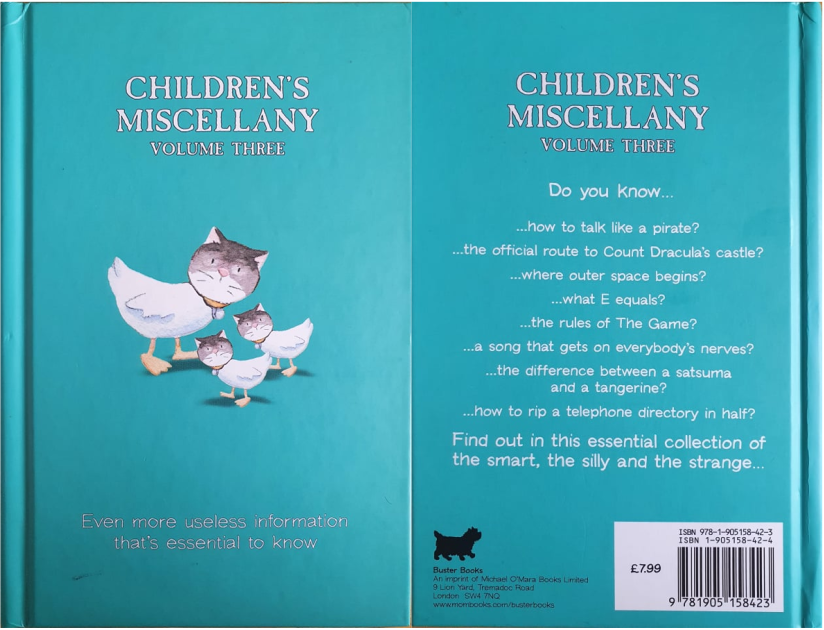 CHILDREN'S
MISCELLANY
VOLUME THREE
Even more useless information
that's essential to know
CHILDREN'S
MISCELLANY
VOLUME THREE
Do you know...
...how to talk like a pirate?
...the official route to Count Dracula's castle?
...where outer space begins?
...what E equals?
...the rules of The Game?
...a song that gets on everybody's nerves?
...the difference between a satsuma
and a tangerine?
...how to rip a telephone directory in half?
Find out in this essential collection of
the smart, the silly and the strange...
Buster Books
An imprint of Michael O'Mara Books Limited
9 Lion Yard, Tremadoc Road
London SW4 7NQ
www.mombooks.com/busterbooks
£7.99
ISBN 978-1-905158-42-3
ISBN 1-905158-42-4
9 781905 158423